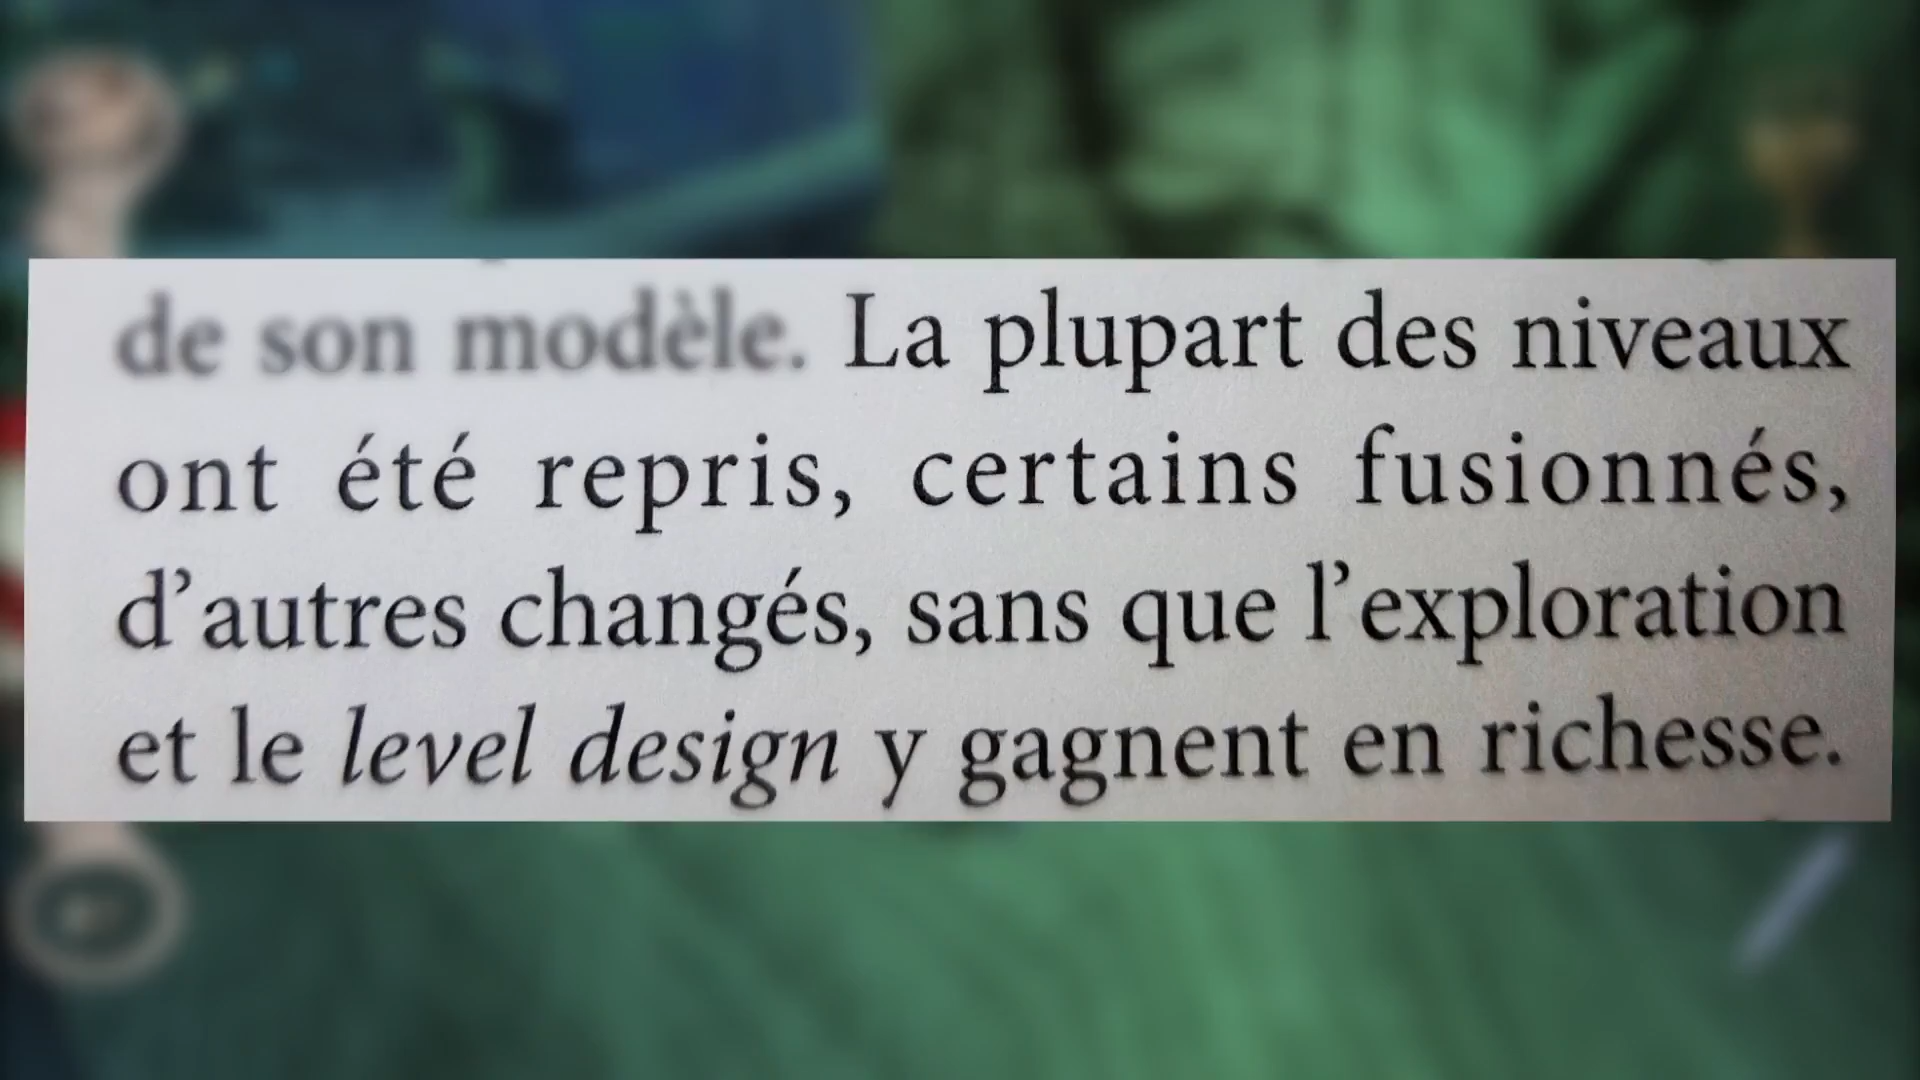 de son modèle. La plupart des niveaux
ont été repris, certains fusionnés,
d’autres changés, sans que l’exploration
et le level design y gagnent en richesse.